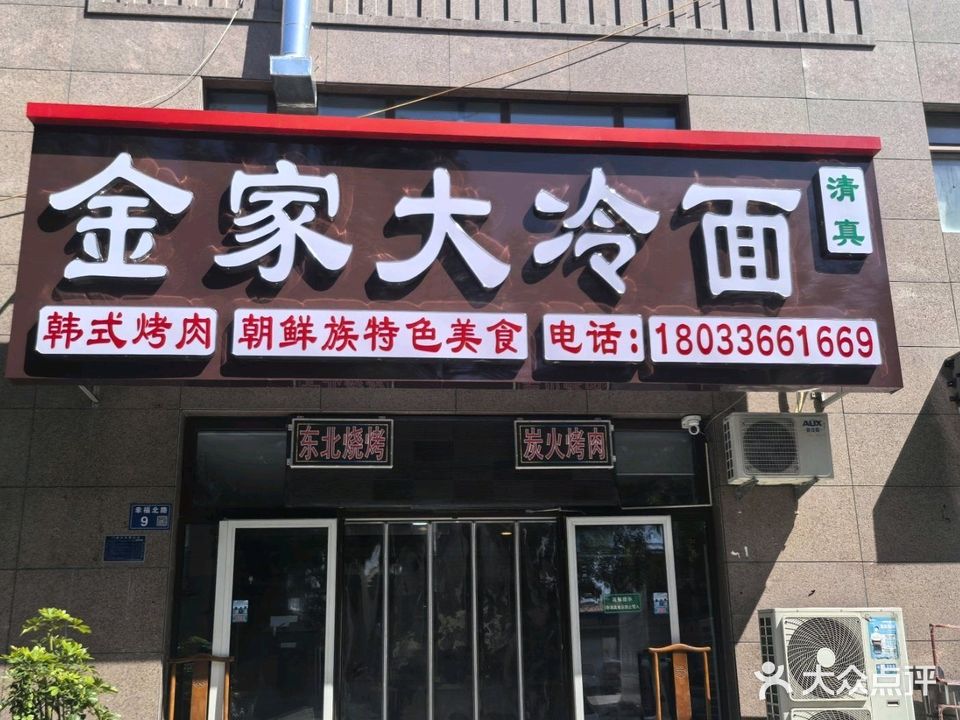 金家大冷面
清真
韩式烤肉 朝鲜族特色美食 电话: 18033661669
东北烧烤 炭火烤肉
AUX
幸福北路
9
大众点评